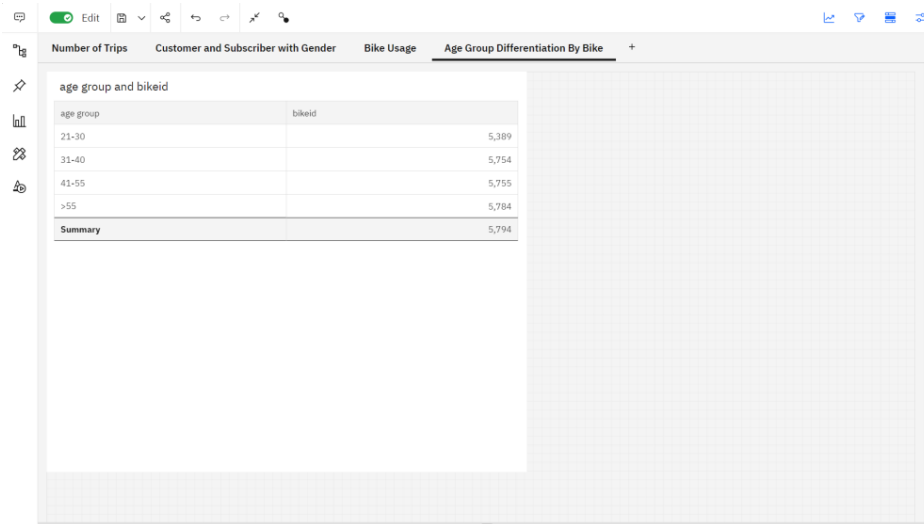 Edit
Number of Trips Customer and Subscriber with Gender Bike Usage Age Group Differentiation By Bike +
age group and bikeid
age group bikeid
21-30 5,389
31-40 5,754
41-55 5,755
>55 5,784
Summary 5,794